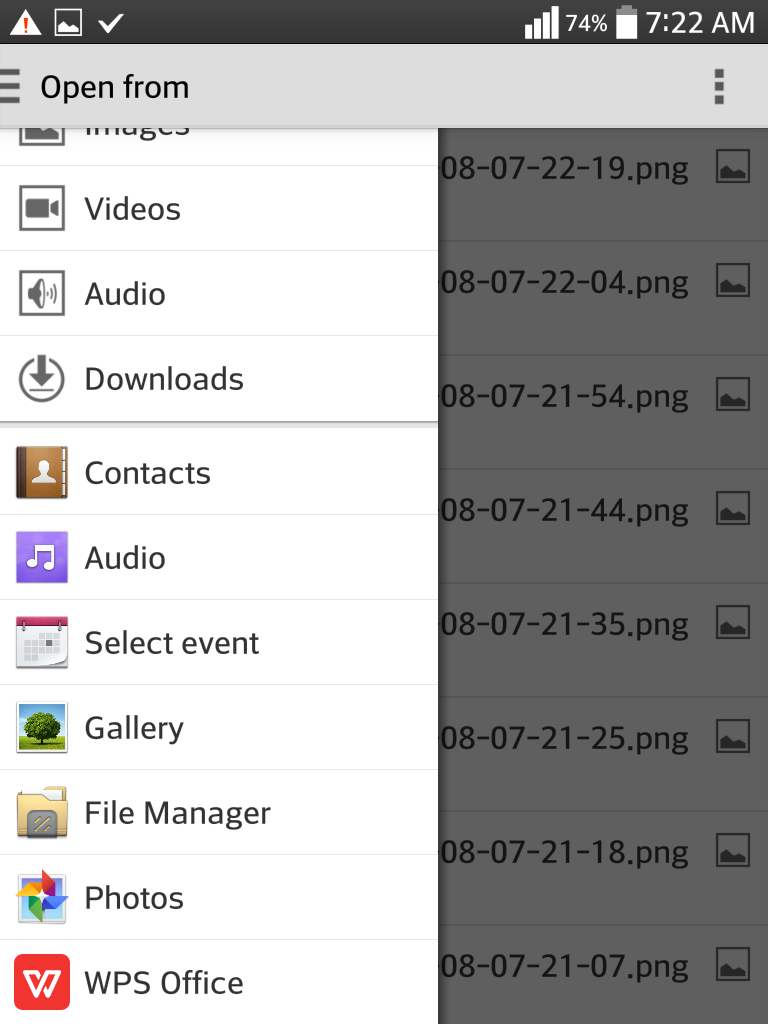 74% 7:22 AM
Open from
Images
Videos
Audio
Downloads
Contacts
Audio
Select event
Gallery
File Manager
Photos
WPS Office
08-07-22-19.png
08-07-22-04.png
08-07-21-54.png
08-07-21-44.png
08-07-21-35.png
08-07-21-25.png
08-07-21-18.png
08-07-21-07.png